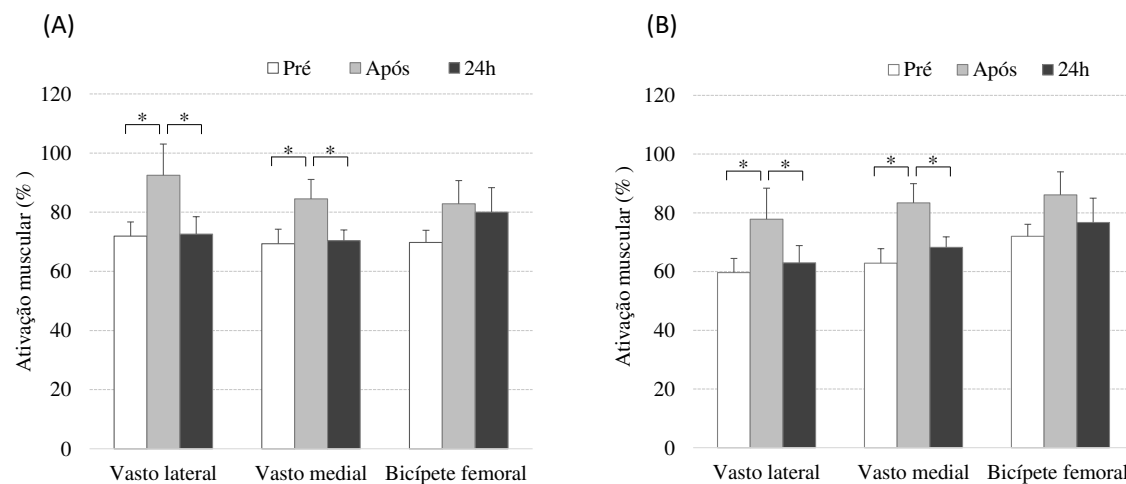 (A)
Pré Após 24h
Ativação muscular (%)
120
100
80
60
40
20
0
* *
* *
Vasto lateral Vasto medial Bicípete femoral
(B)
Pré Após 24h
Ativação muscular (%)
120
100
80
60
40
20
0
* *
* *
Vasto lateral Vasto medial Bicípete femoral